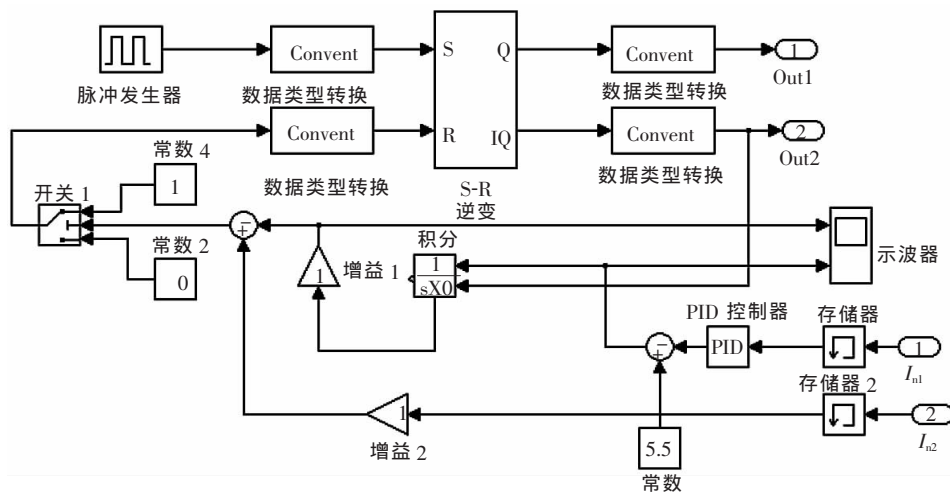 脉冲发生器
Convent
数据类型转换
S
Q
Convent
数据类型转换
1
Out1
Convent
数据类型转换
R
IQ
S-R
逆变
Convent
数据类型转换
2
Out2
常数 4
1
开关 1
常数 2
0
−
+
1
增益 1
积分
1
sX0
示波器
PID 控制器
PID
−
+
存储器
1
In1
存储器 2
2
In2
1
增益 2
5.5
常数